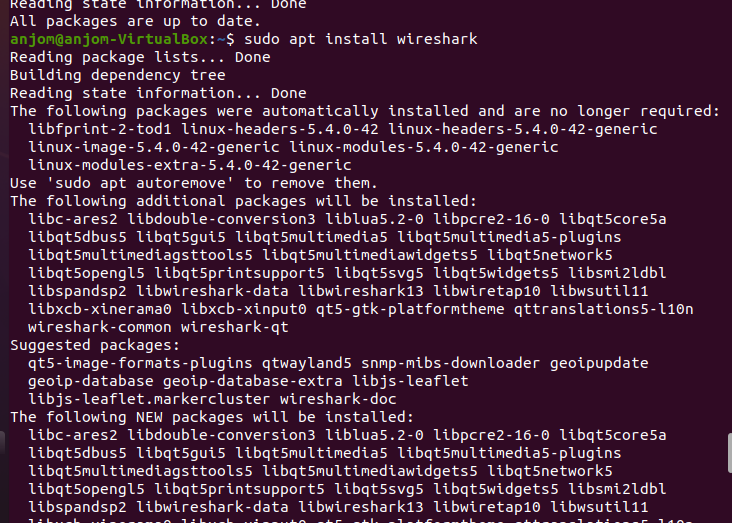 Reading state information... Done
All packages are up to date.
anjom@anjom-VirtualBox:~$ sudo apt install wireshark
Reading package lists... Done
Building dependency tree
Reading state information... Done
The following packages were automatically installed and are no longer required:
libfprint-2-tod1 linux-headers-5.4.0-42 linux-headers-5.4.0-42-generic
linux-image-5.4.0-42-generic linux-modules-5.4.0-42-generic
linux-modules-extra-5.4.0-42-generic
Use 'sudo apt autoremove' to remove them.
The following additional packages will be installed:
libc-ares2 libdouble-conversion3 liblua5.2-0 libpcre2-16-0 libqt5core5a
libqt5dbus5 libqt5gui5 libqt5multimedia5 libqt5multimedia5-plugins
libqt5multimediagsttools5 libqt5multimediawidgets5 libqt5network5
libqt5opengl5 libqt5printsupport5 libqt5svg5 libqt5widgets5 libsmi2ldbl
libspandsp2 libwireshark-data libwireshark13 libwiretap10 libwsutil11
libxcb-xinerama0 libxcb-xinput0 qt5-gtk-platformtheme qttranslations5-l10n
wireshark-common wireshark-qt
Suggested packages:
qt5-image-formats-plugins qtwayland5 snmp-mibs-downloader geoipupdate
geoip-database geoip-database-extra libjs-leaflet
libjs-leaflet.markercluster wireshark-doc
The following NEW packages will be installed:
libc-ares2 libdouble-conversion3 liblua5.2-0 libpcre2-16-0 libqt5core5a
libqt5dbus5 libqt5gui5 libqt5multimedia5 libqt5multimedia5-plugins
libqt5multimediagsttools5 libqt5multimediawidgets5 libqt5network5
libqt5opengl5 libqt5printsupport5 libqt5svg5 libqt5widgets5 libsmi2ldbl
libspandsp2 libwireshark-data libwireshark13 libwiretap10 libwsutil11
libxcb-xinerama0 libxcb-xinput0 qt5-gtk-platformtheme qttranslations5-l10n